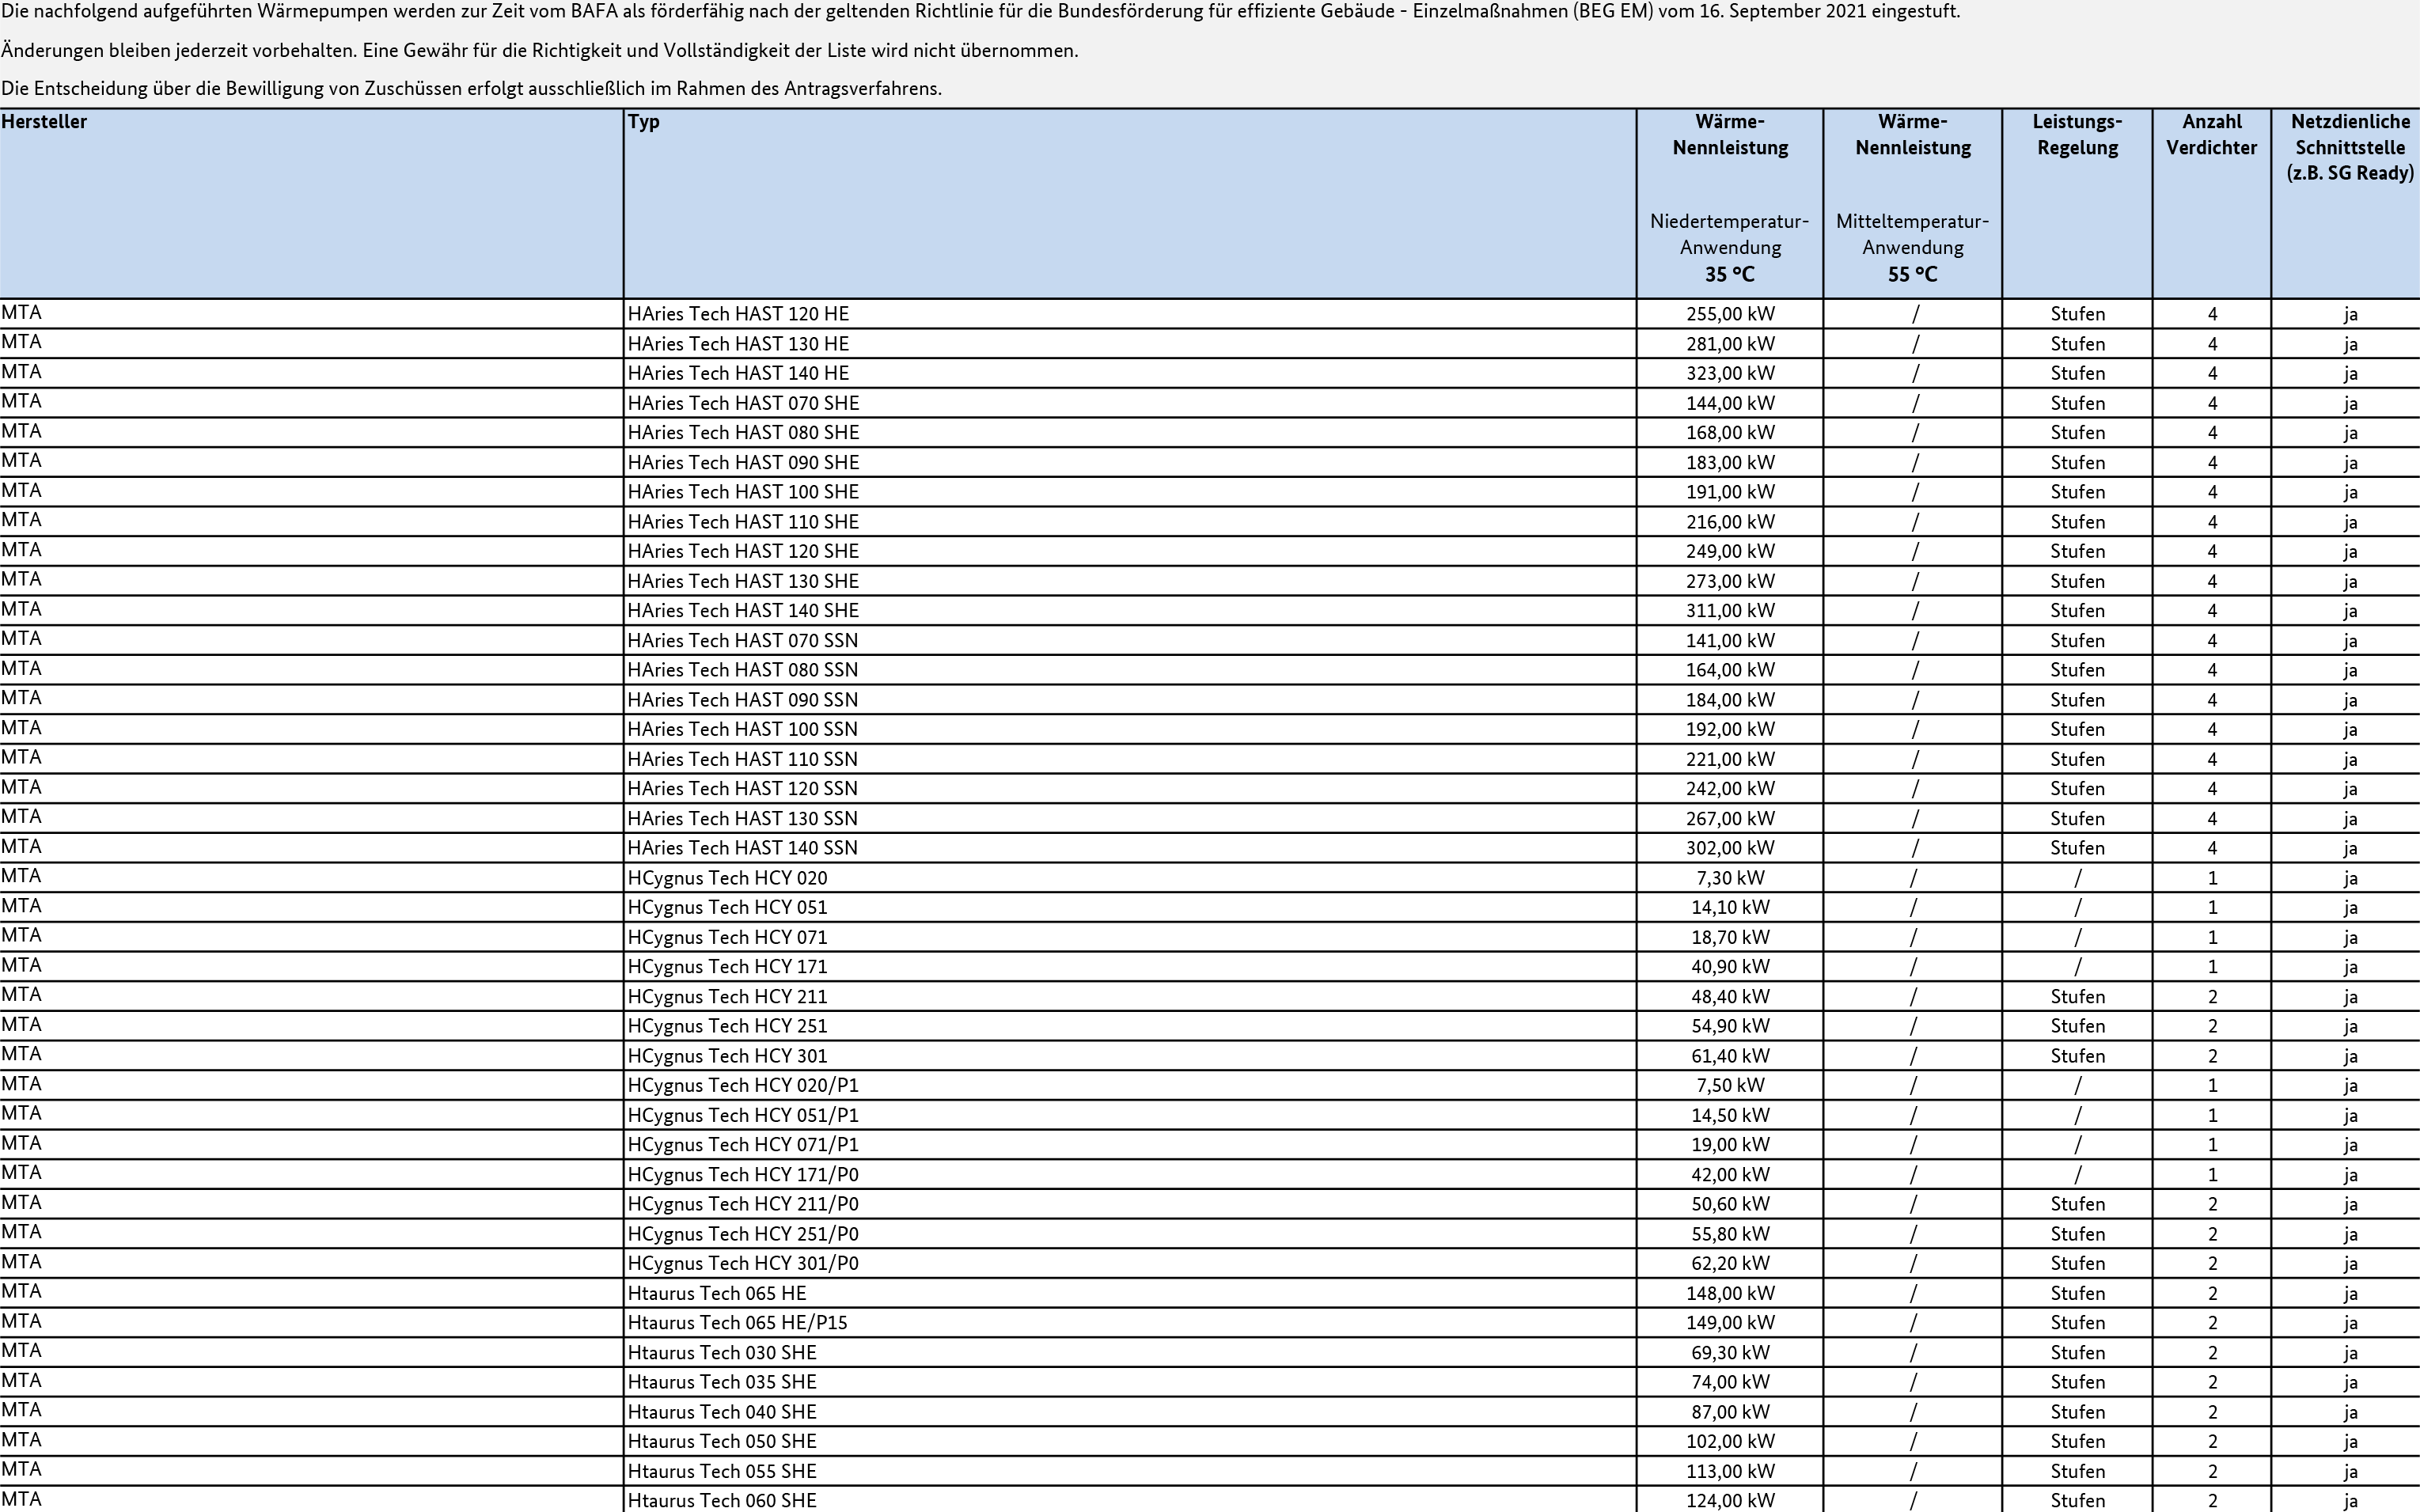 Die nachfolgend aufgeführten Wärmepumpen werden zur Zeit vom BAFA als förderfähig nach der geltenden Richtlinie für die Bundesförderung für effiziente Gebäude - Einzelmaßnahmen (BEG EM) vom 16. September 2021 eingestuft.
Änderungen bleiben jederzeit vorbehalten. Eine Gewähr für die Richtigkeit und Vollständigkeit der Liste wird nicht übernommen.
Die Entscheidung über die Bewilligung von Zuschüssen erfolgt ausschließlich im Rahmen des Antragsverfahrens.
Hersteller Typ Wärme- Wärme- Leistungs- Anzahl Netzdienliche
Nennleistung Nennleistung Regelung Verdichter Schnittstelle
(z.B. SG Ready)
Niedertemperatur- Mitteltemperatur-
Anwendung Anwendung
35 °C 55 °C
MTA HAries Tech HAST 120 HE 255,00 kW / Stufen 4 ja
MTA HAries Tech HAST 130 HE 281,00 kW / Stufen 4 ja
MTA HAries Tech HAST 140 HE 323,00 kW / Stufen 4 ja
MTA HAries Tech HAST 070 SHE 144,00 kW / Stufen 4 ja
MTA HAries Tech HAST 080 SHE 168,00 kW / Stufen 4 ja
MTA HAries Tech HAST 090 SHE 183,00 kW / Stufen 4 ja
MTA HAries Tech HAST 100 SHE 191,00 kW / Stufen 4 ja
MTA HAries Tech HAST 110 SHE 216,00 kW / Stufen 4 ja
MTA HAries Tech HAST 120 SHE 249,00 kW / Stufen 4 ja
MTA HAries Tech HAST 130 SHE 273,00 kW / Stufen 4 ja
MTA HAries Tech HAST 140 SHE 311,00 kW / Stufen 4 ja
MTA HAries Tech HAST 070 SSN 141,00 kW / Stufen 4 ja
MTA HAries Tech HAST 080 SSN 164,00 kW / Stufen 4 ja
MTA HAries Tech HAST 090 SSN 184,00 kW / Stufen 4 ja
MTA HAries Tech HAST 100 SSN 192,00 kW / Stufen 4 ja
MTA HAries Tech HAST 110 SSN 221,00 kW / Stufen 4 ja
MTA HAries Tech HAST 120 SSN 242,00 kW / Stufen 4 ja
MTA HAries Tech HAST 130 SSN 267,00 kW / Stufen 4 ja
MTA HAries Tech HAST 140 SSN 302,00 kW / Stufen 4 ja
MTA HCygnus Tech HCY 020 7,30 kW / / 1 ja
MTA HCygnus Tech HCY 051 14,10 kW / / 1 ja
MTA HCygnus Tech HCY 071 18,70 kW / / 1 ja
MTA HCygnus Tech HCY 171 40,90 kW / / 1 ja
MTA HCygnus Tech HCY 211 48,40 kW / Stufen 2 ja
MTA HCygnus Tech HCY 251 54,90 kW / Stufen 2 ja
MTA HCygnus Tech HCY 301 61,40 kW / Stufen 2 ja
MTA HCygnus Tech HCY 020/P1 7,50 kW / / 1 ja
MTA HCygnus Tech HCY 051/P1 14,50 kW / / 1 ja
MTA HCygnus Tech HCY 071/P1 19,00 kW / / 1 ja
MTA HCygnus Tech HCY 171/P0 42,00 kW / / 1 ja
MTA HCygnus Tech HCY 211/P0 50,60 kW / Stufen 2 ja
MTA HCygnus Tech HCY 251/P0 55,80 kW / Stufen 2 ja
MTA HCygnus Tech HCY 301/P0 62,20 kW / Stufen 2 ja
MTA Htaurus Tech 065 HE 148,00 kW / Stufen 2 ja
MTA Htaurus Tech 065 HE/P15 149,00 kW / Stufen 2 ja
MTA Htaurus Tech 030 SHE 69,30 kW / Stufen 2 ja
MTA Htaurus Tech 035 SHE 74,00 kW / Stufen 2 ja
MTA Htaurus Tech 040 SHE 87,00 kW / Stufen 2 ja
MTA Htaurus Tech 050 SHE 102,00 kW / Stufen 2 ja
MTA Htaurus Tech 055 SHE 113,00 kW / Stufen 2 ja
MTA Htaurus Tech 060 SHE 124,00 kW / Stufen 2 ja